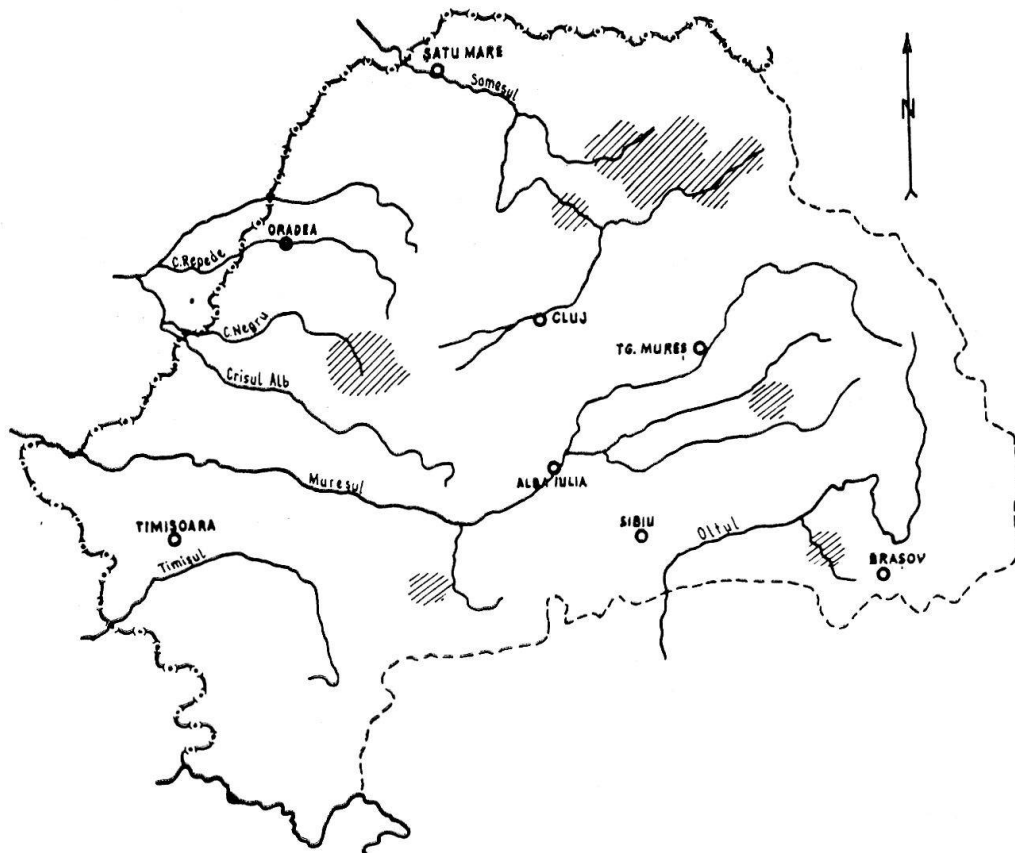 SATU MARE
Somesul
N
ORADEA
C.Repede
C.Negru
CLUJ
TG. MURES
Crisul Alb
ALBA IULIA
Muresul
TIMISOARA
SIBIU
Oltul
Timisul
BRASOV